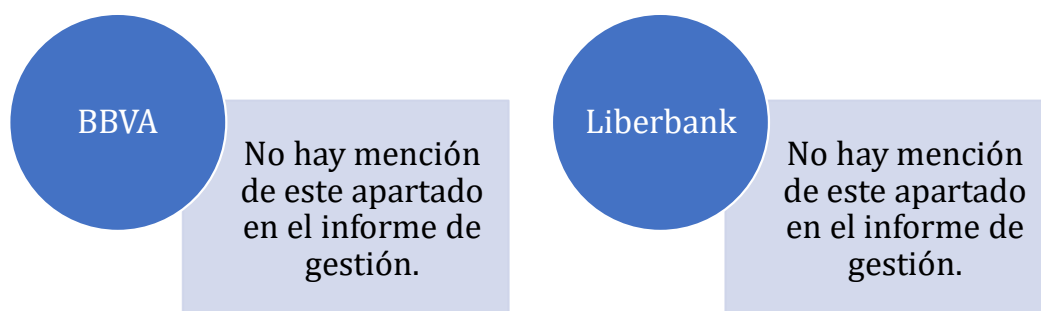 BBVA
No hay mención
de este apartado
en el informe de
gestión.
Liberbank
No hay mención
de este apartado
en el informe de
gestión.